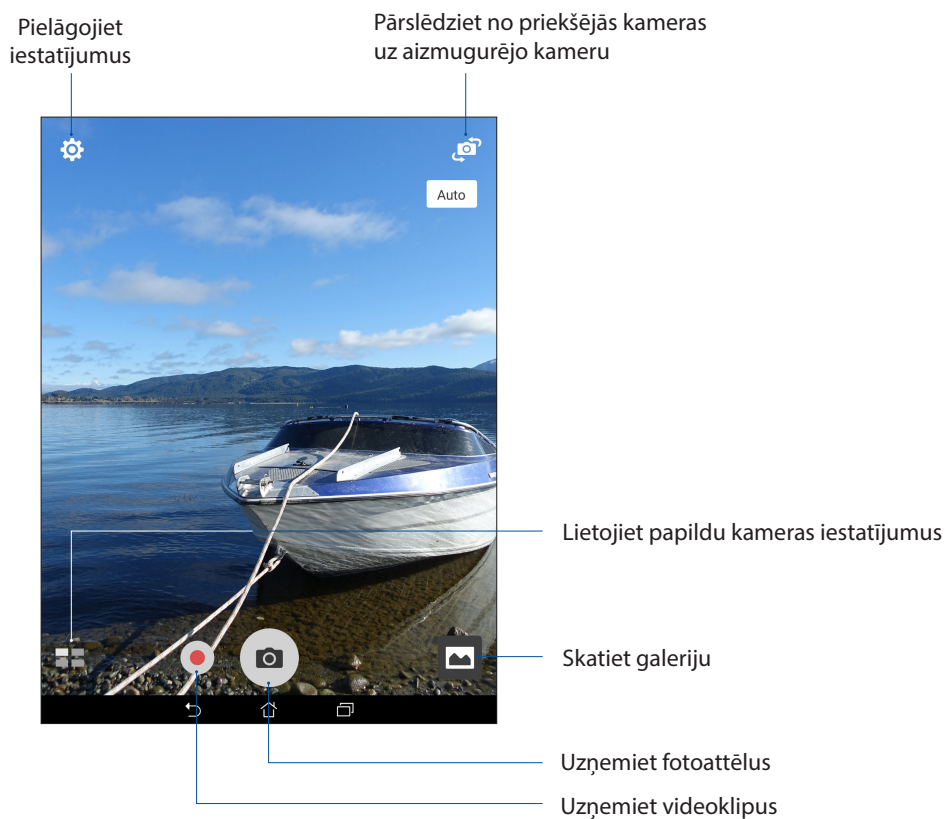 Pielāgojiet
iestatījumus
Pārslēdziet no priekšējās kameras
uz aizmugurējo kameru
Auto
Lietojiet papildu kameras iestatījumus
Skatiet galeriju
Uzņemiet fotoattēlus
Uzņemiet videoklipus